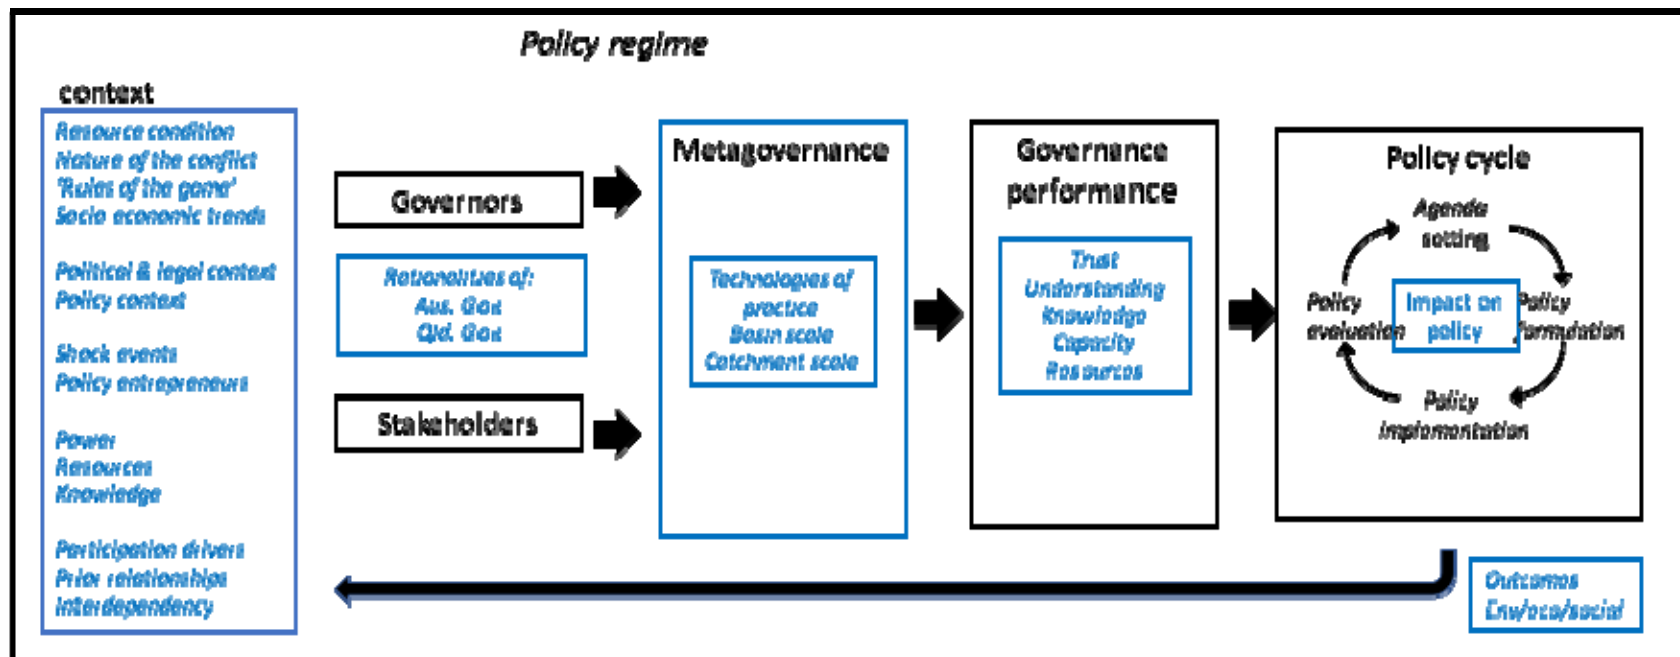 Policy regime
context
Resource condition
Nature of the conflict
'Rules of the game'
Socio economic trends
Political & legal context
Policy context
Shock events
Policy entrepreneurs
Power
Resources
Knowledge
Participation drivers
Prior relationships
Interdependency
Governors
Rationalities of:
Aus. Gov
Qld. Gov
Stakeholders
Metagovernance
Technologies of
practice
Basin scale
Catchment scale
Governance
performance
Trust
Understanding
Knowledge
Capacity
Resources
Policy cycle
Agenda
setting
Policy
formulation
Policy
implementation
Policy
evaluation
Impact on
policy
Outcomes
Env/eco/social